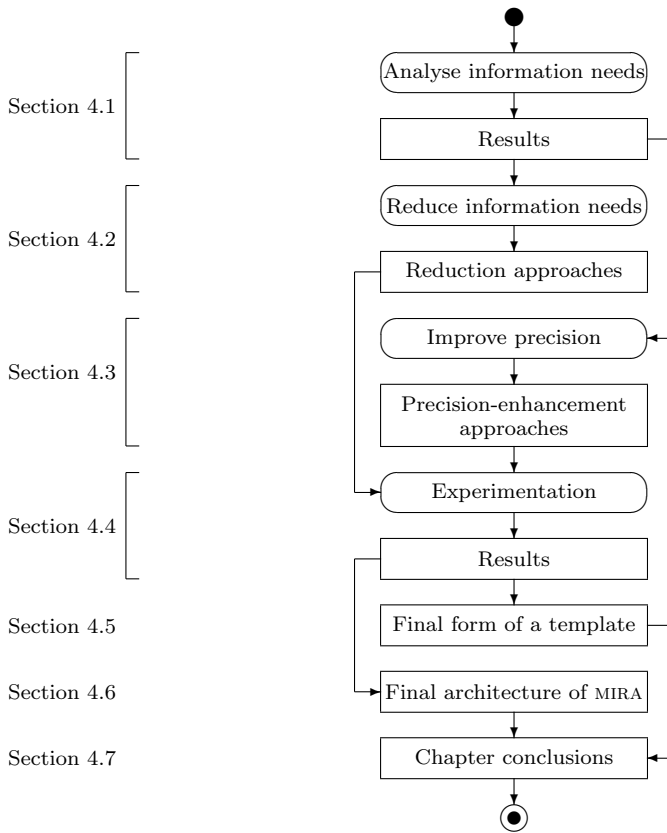 Analyse information needs
Section 4.1
Results
Reduce information needs
Section 4.2
Reduction approaches
Improve precision
Section 4.3
Precision-enhancement
approaches
Experimentation
Section 4.4
Results
Section 4.5
Final form of a template
Section 4.6
Final architecture of MIRA
Section 4.7
Chapter conclusions